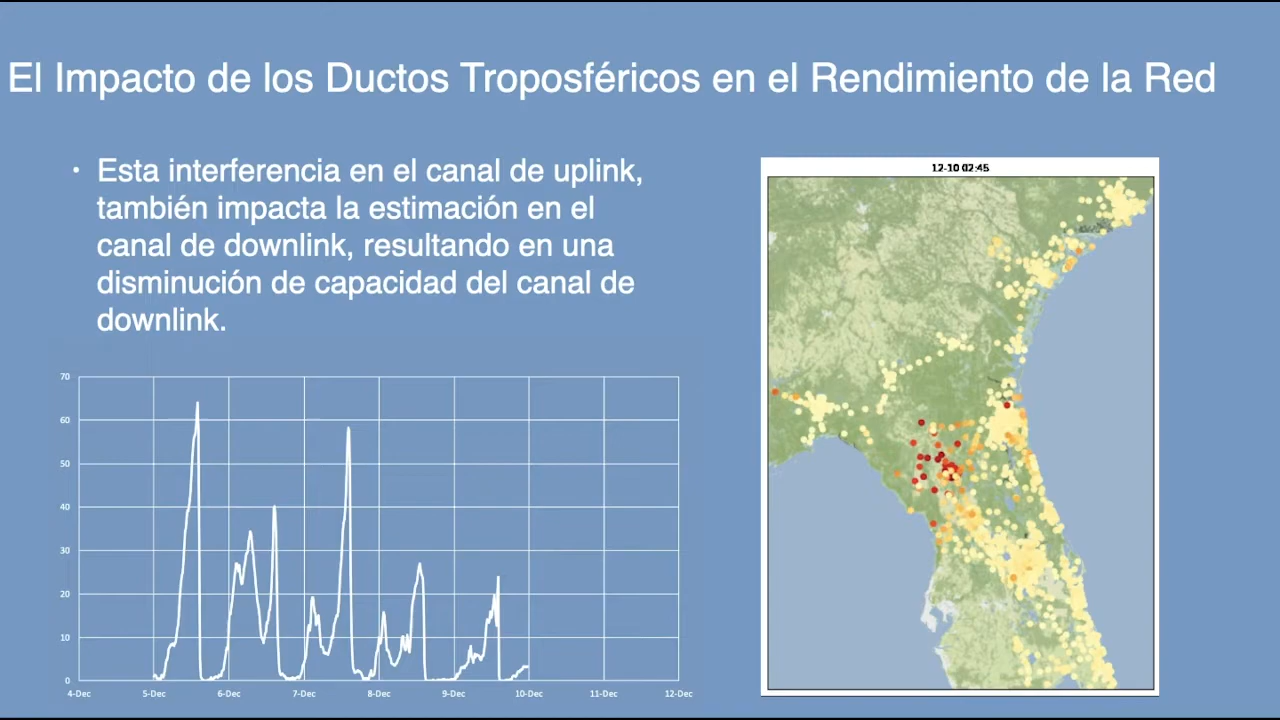 El Impacto de los Ductos Troposféricos en el Rendimiento de la Red
• Esta interferencia en el canal de uplink,
también impacta la estimación en el
canal de downlink, resultando en una
disminución de capacidad del canal de
downlink.
12-10 02:45
70
60
50
40
30
20
10
0
4-Dec 5-Dec 6-Dec 7-Dec 8-Dec 9-Dec 10-Dec 11-Dec 12-Dec